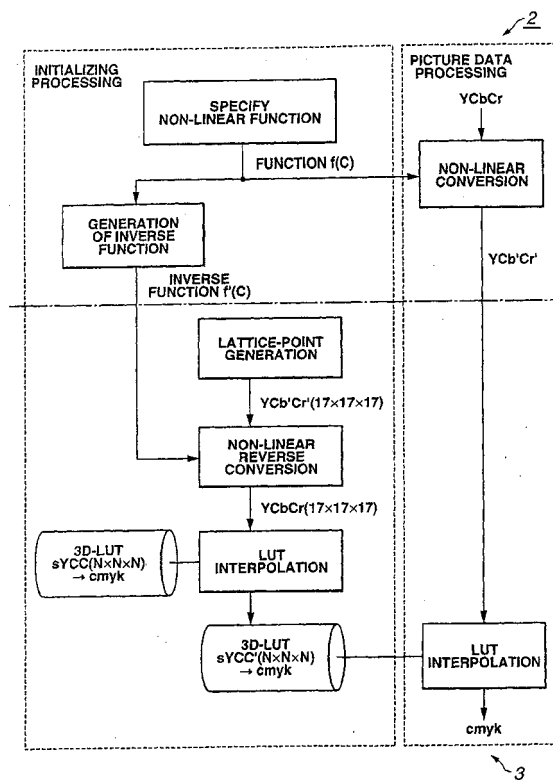 2
INITIALIZING
PROCESSING
PICTURE DATA
PROCESSING
SPECIFY
NON-LINEAR FUNCTION
YCbCr
FUNCTION f(C)
NON-LINEAR
CONVERSION
GENERATION
OF INVERSE
FUNCTION
YCb'Cr'
INVERSE
FUNCTION f'(C)
LATTICE-POINT
GENERATION
YCb'Cr'(17×17×17)
NON-LINEAR
REVERSE
CONVERSION
YCbCr(17×17×17)
3D-LUT
sYCC(N×N×N)
→ cmyk
LUT
INTERPOLATION
3D-LUT
sYCC'(N×N×N)
→ cmyk
LUT
INTERPOLATION
cmyk
3